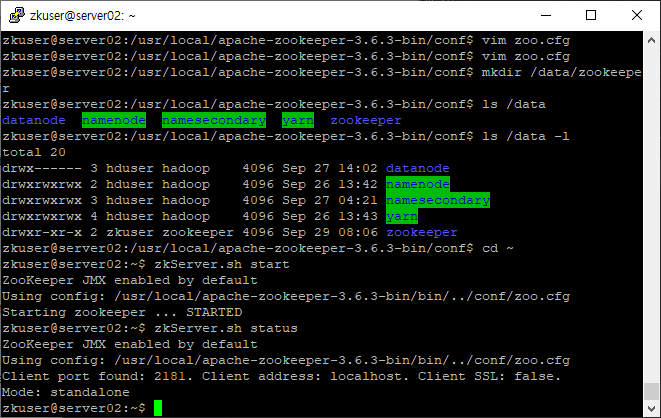 zkuser@server02: ~
zkuser@server02:/usr/local/apache-zookeeper-3.6.3-bin/conf$ vim zoo.cfg
zkuser@server02:/usr/local/apache-zookeeper-3.6.3-bin/conf$ vim zoo.cfg
zkuser@server02:/usr/local/apache-zookeeper-3.6.3-bin/conf$ mkdir /data/zookeepe
r
zkuser@server02:/usr/local/apache-zookeeper-3.6.3-bin/conf$ ls /data
datanode  namenode  namesecondary  yarn  zookeeper
zkuser@server02:/usr/local/apache-zookeeper-3.6.3-bin/conf$ ls /data -l
total 20
drwx------ 3 hduser hadoop    4096 Sep 27 14:02 datanode
drwxrwxrwx 2 hduser hadoop    4096 Sep 26 13:42 namenode
drwxrwxrwx 3 hduser hadoop    4096 Sep 27 04:21 namesecondary
drwxrwxrwx 4 hduser hadoop    4096 Sep 26 13:43 yarn
drwxr-xr-x 2 zkuser zookeeper 4096 Sep 29 08:06 zookeeper
zkuser@server02:/usr/local/apache-zookeeper-3.6.3-bin/conf$ cd ~
zkuser@server02:~$ zkServer.sh start
ZooKeeper JMX enabled by default
Using config: /usr/local/apache-zookeeper-3.6.3-bin/bin/../conf/zoo.cfg
Starting zookeeper ... STARTED
zkuser@server02:~$ zkServer.sh status
ZooKeeper JMX enabled by default
Using config: /usr/local/apache-zookeeper-3.6.3-bin/bin/../conf/zoo.cfg
Client port found: 2181. Client address: localhost. Client SSL: false.
Mode: standalone
zkuser@server02:~$